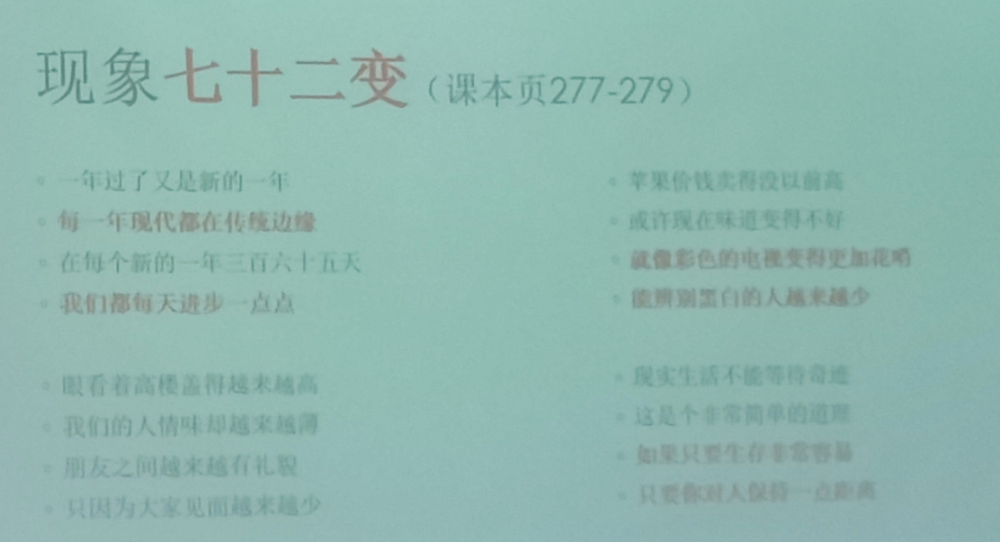 现象七十二变（课本页277-279）
一年过了又是新的一年
每一年现代都在传统边缘
在每个新的一年三百六十五天
我们都每天进步一点点
眼看着高楼盖得越来越高
我们的人情味却越来越薄
朋友之间越来越有礼貌
只因为大家见面越来越少
苹果价钱卖得没以前高
或许现在味道变得不好
就像彩色的电视变得更加花哨
能辨别黑白的人越来越少
现实生活不能等待奇迹
这是个非常简单的道理
如果只要生存非常容易
只要你对人保持一点距离